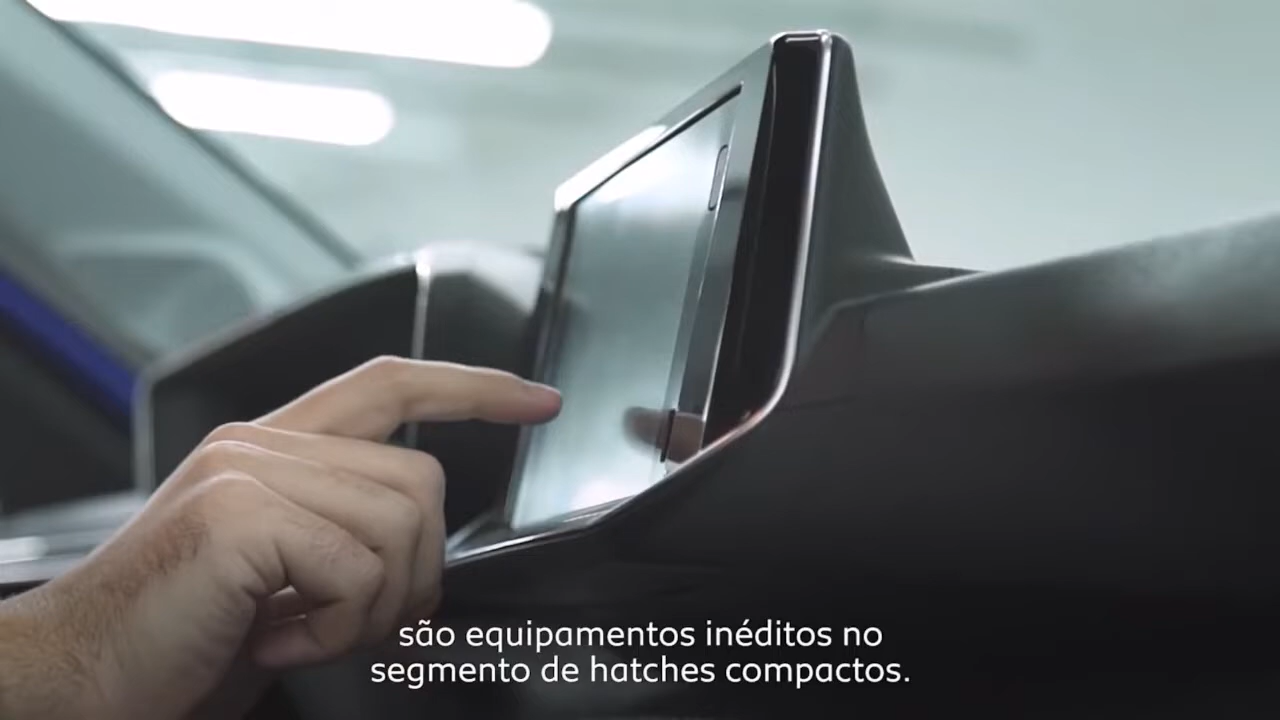 são equipamentos inéditos no
segmento de hatches compactos.